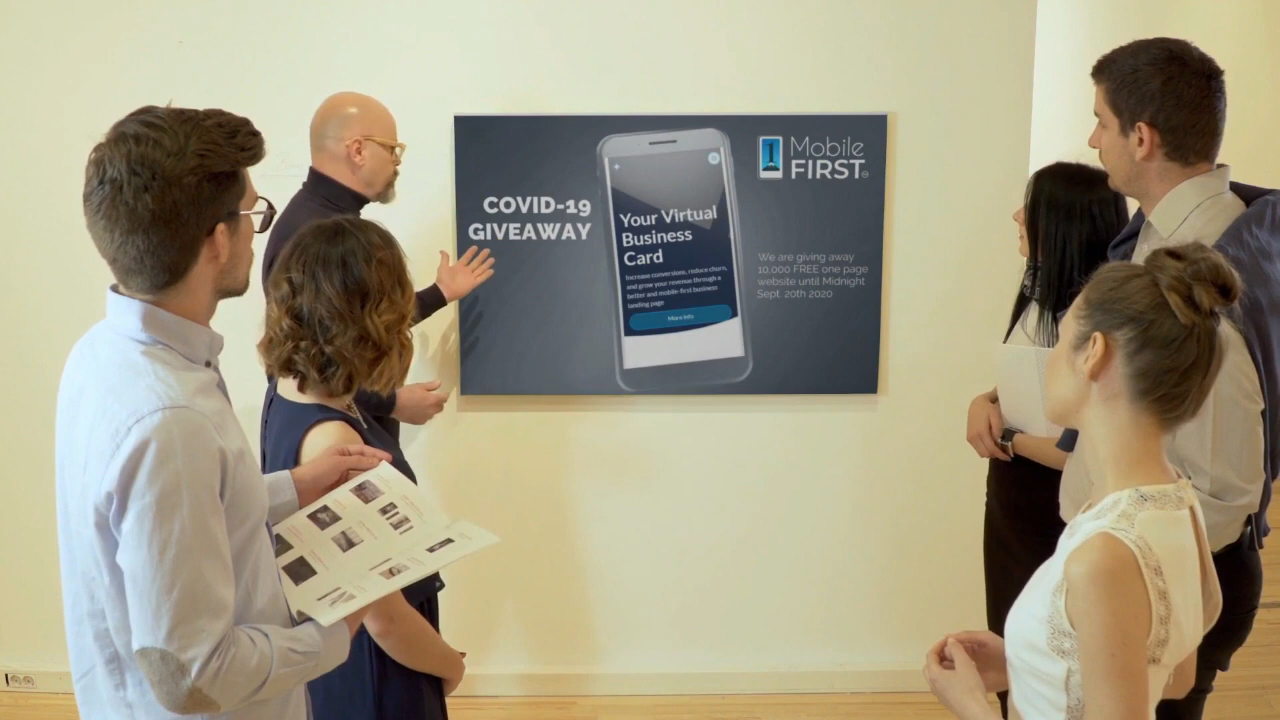 COVID-19
GIVEAWAY
Your Virtual
Business
Card
Increase conversions, reduce churn,
and grow your revenue through a
better and mobile-first business
landing page
More Info
1
Mobile
FIRST
We are giving away
10,000 FREE one page
website until Midnight
Sept. 20th 2020